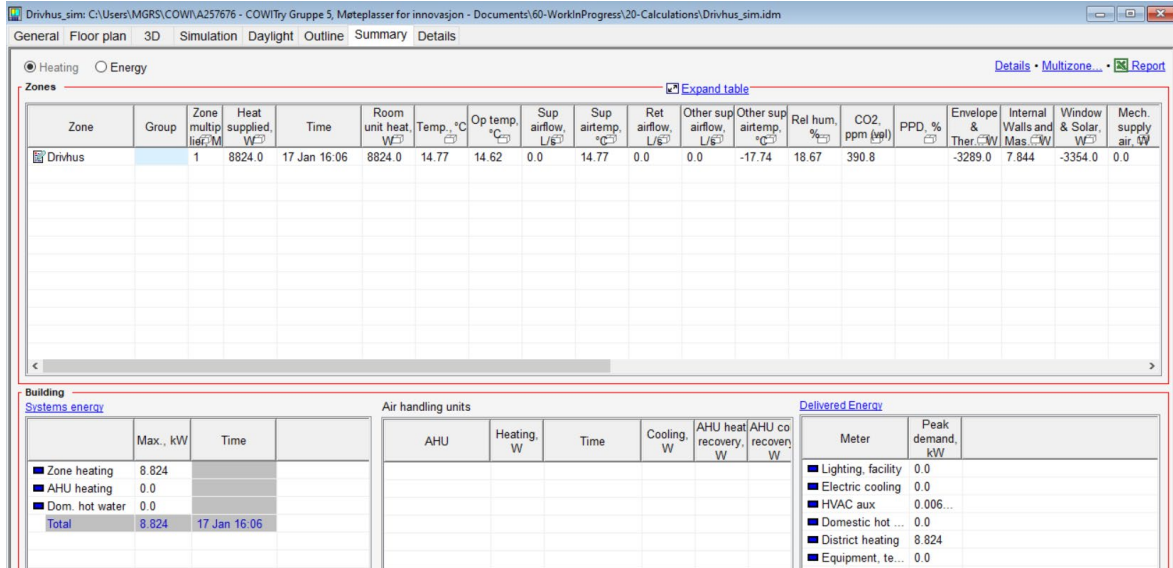 Drivhus_sim: C:\Users\MGRS\COWI\A257676 - COWITry Gruppe 5, Møteplasser for innovasjon - Documents\60-WorkInProgress\20-Calculations\Drivhus_sim.idm
General Floor plan 3D Simulation Daylight Outline Summary Details
Heating Energy Details • Multizone... • Report
Zones Expand table
Zone Group Zone multip lier, M Heat supplied, W Time Room unit heat, W Temp., °C Op temp, °C Sup airflow, L/s Sup airtemp, °C Ret airflow, L/s Other sup airflow, L/s Other sup airtemp, °C Rel hum, % CO2, ppm (vol) PPD, % Envelope & Ther. W Internal Walls and Mas. W Window & Solar, W Mech. supply air, W
Drivhus 1 8824.0 17 Jan 16:06 8824.0 14.77 14.62 0.0 14.77 0.0 0.0 -17.74 18.67 390.8 -3289.0 7.844 -3354.0 0.0
Building
Systems energy
Max., kW Time
Zone heating 8.824
AHU heating 0.0
Dom. hot water 0.0
Total 8.824 17 Jan 16:06
Air handling units
AHU Heating, W Time Cooling, W AHU heat recovery, W AHU co recovery W
Delivered Energy
Meter Peak demand, kW
Lighting, facility 0.0
Electric cooling 0.0
HVAC aux 0.006...
Domestic hot ... 0.0
District heating 8.824
Equipment, te... 0.0